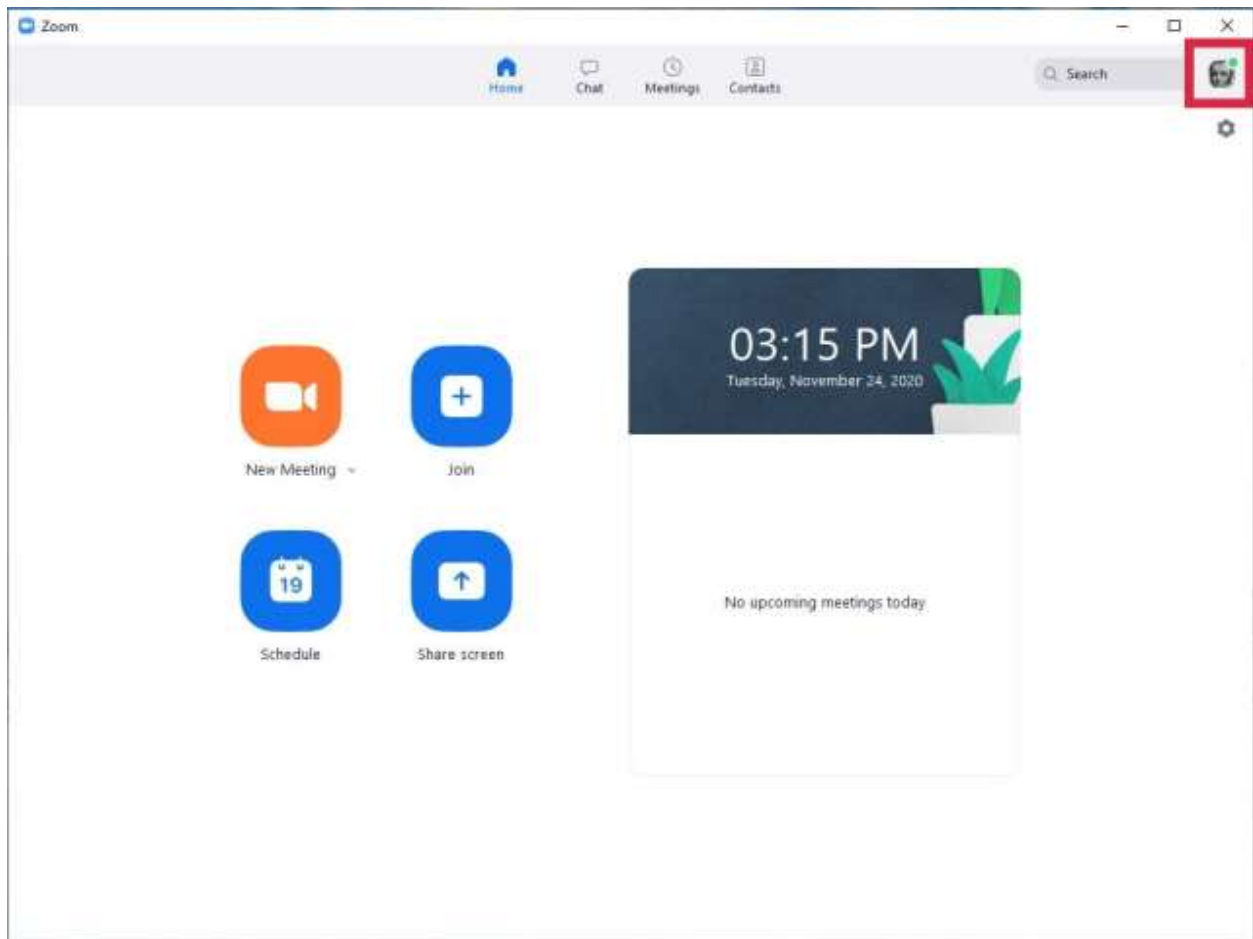 Zoom
Home
Chat
Meetings
Contacts
Search
03:15 PM
Tuesday, November 24, 2020
New Meeting
Join
19
Schedule
Share screen
No upcoming meetings today